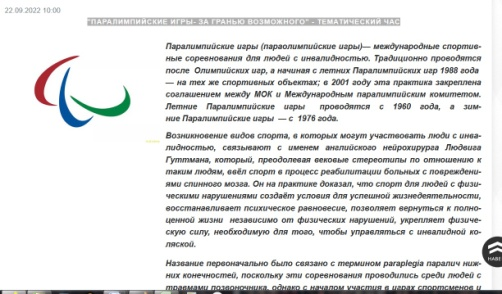 22.09.2022 10:00
"ПАРАЛИМПИЙСКИЕ ИГРЫ- ЗА ГРАНЬЮ ВОЗМОЖНОГО" - ТЕМАТИЧЕСКИЙ ЧАС
Паралимпийские игры (параолимпийские игры)— международные спортив-
ные соревнования для людей с инвалидностью. Традиционно проводятся
после Олимпийских игр, а начиная с летних Паралимпийских игр 1988 года
— на тех же спортивных объектах; в 2001 году эта практика закреплена
соглашением между МОК и Международным паралимпийским комитетом.
Летние Паралимпийские игры проводятся с 1960 года, а зим-
ние Паралимпийские игры — с 1976 года.
Возникновение видов спорта, в которых могут участвовать люди с инва-
лидностью, связывают с именем английского нейрохирурга Людвига
Гуттмана, который, преодолевая вековые стереотипы по отношению к
таким людям, ввёл спорт в процесс реабилитации больных с повреждени-
ями спинного мозга. Он на практике доказал, что спорт для людей с физи-
ческими нарушениями создаёт условия для успешной жизнедеятельности,
восстанавливает психическое равновесие, позволяет вернуться к полно-
ценной жизни независимо от физических нарушений, укрепляет физиче-
скую силу, необходимую для того, чтобы управляться с инвалидной ко-
ляской.
Название первоначально было связано с термином paraplegia паралич ниж-
них конечностей, поскольку эти соревнования проводились среди людей с
травмами позвоночника, однако с началом участия в играх спортсменов и
НАВЕ